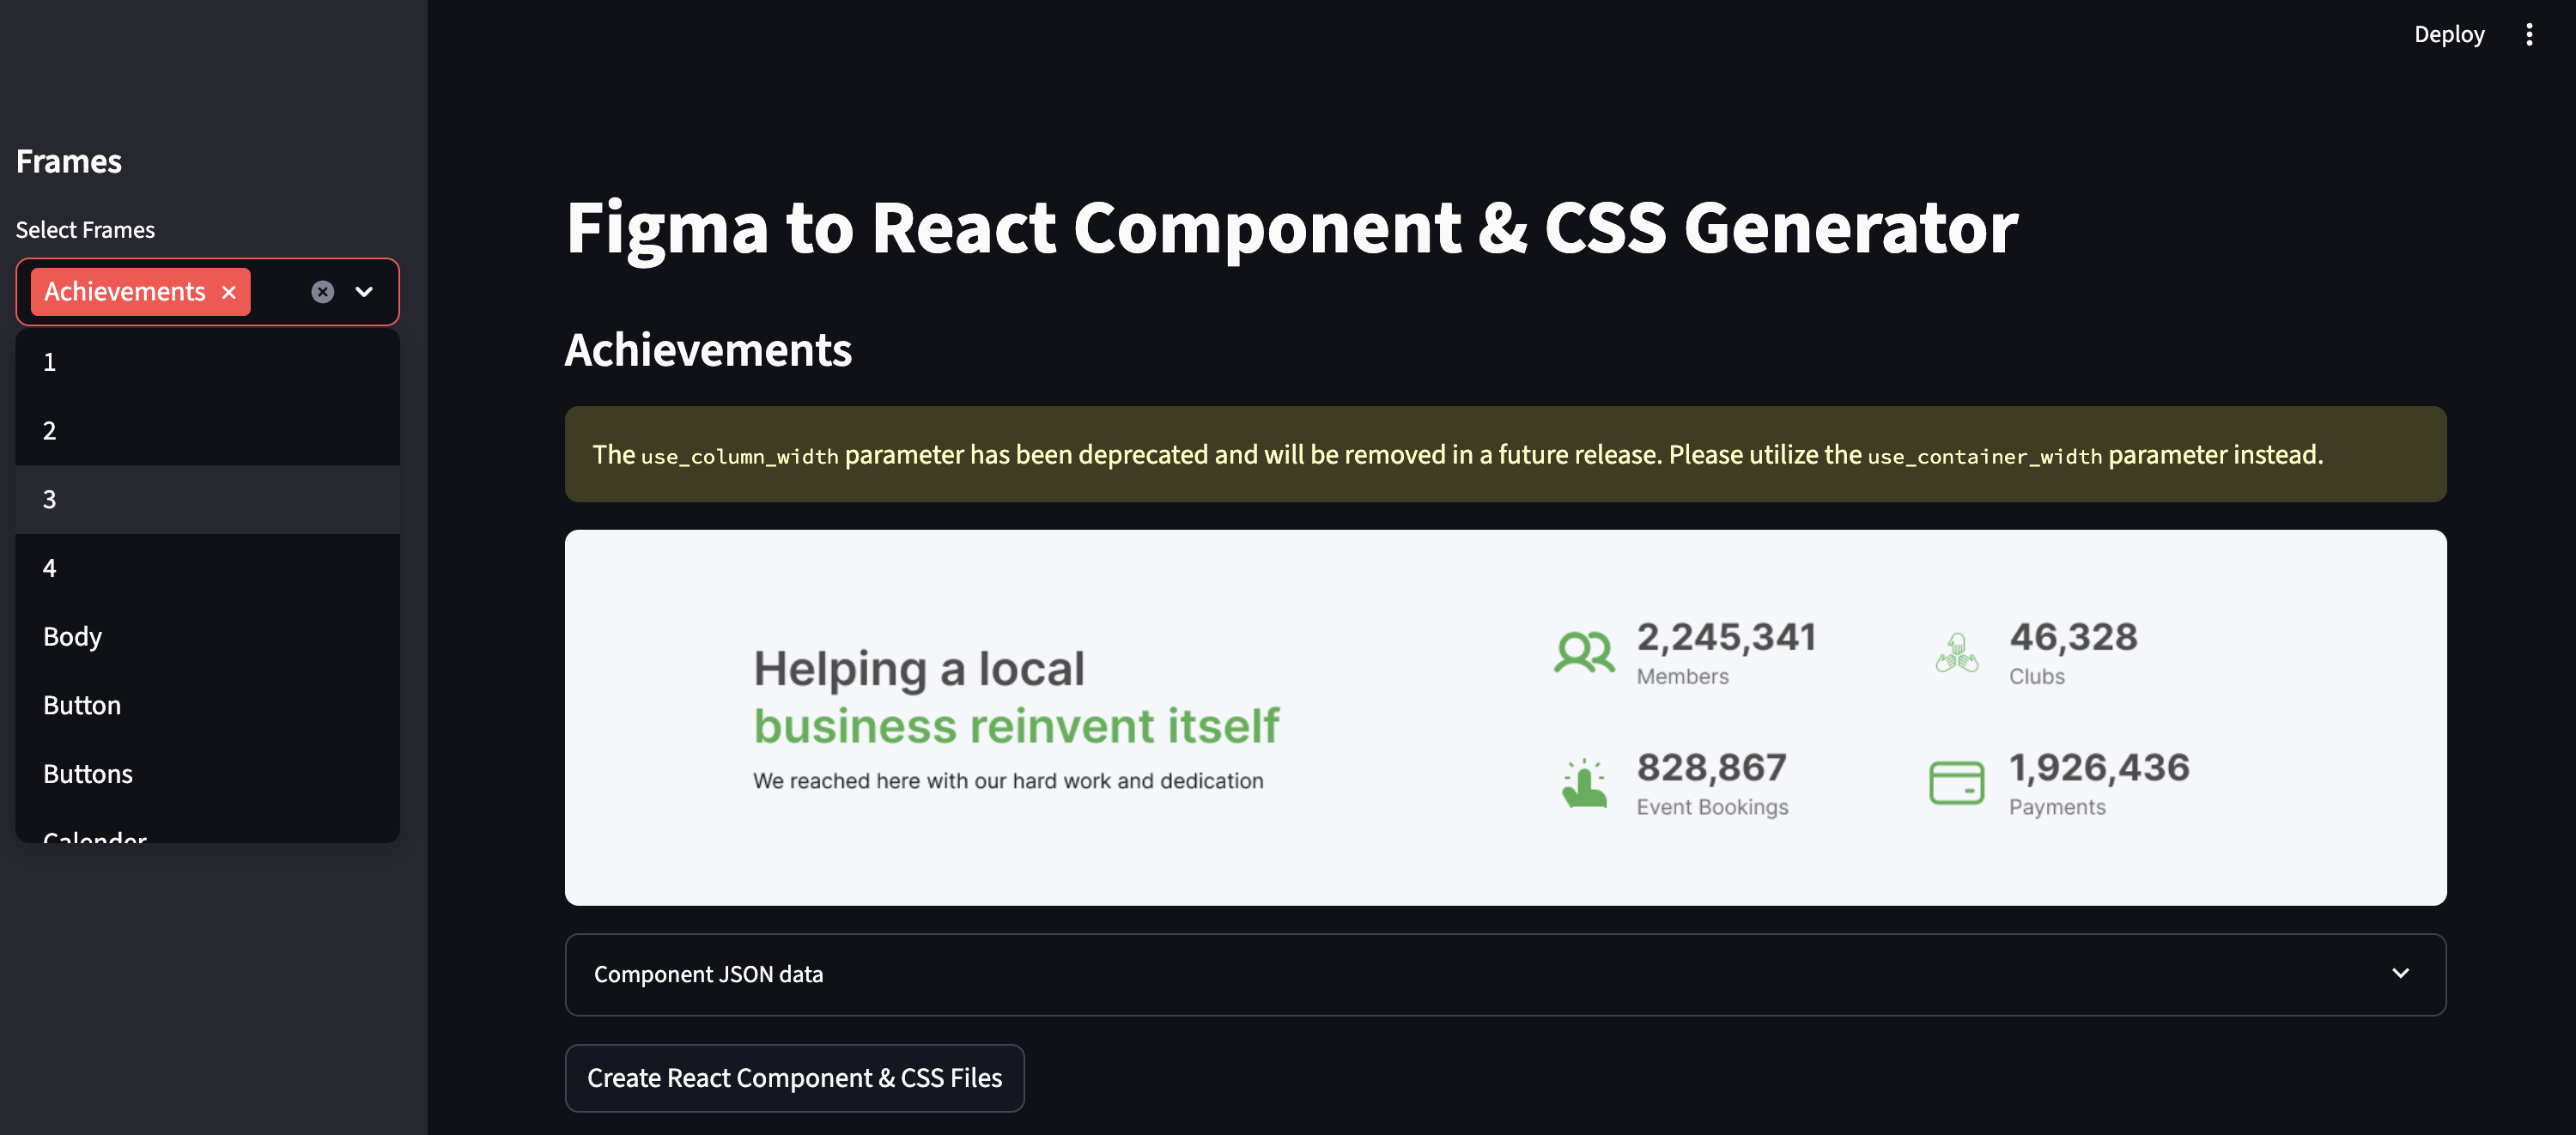 Deploy
Frames
Select Frames
Achievements
1
2
3
4
Body
Button
Buttons
Calender
Figma to React Component & CSS Generator
Achievements
The use_column_width parameter has been deprecated and will be removed in a future release. Please utilize the use_container_width parameter instead.
Helping a local
business reinvent itself
We reached here with our hard work and dedication
2,245,341
Members
46,328
Clubs
828,867
Event Bookings
1,926,436
Payments
Component JSON data
Create React Component & CSS Files